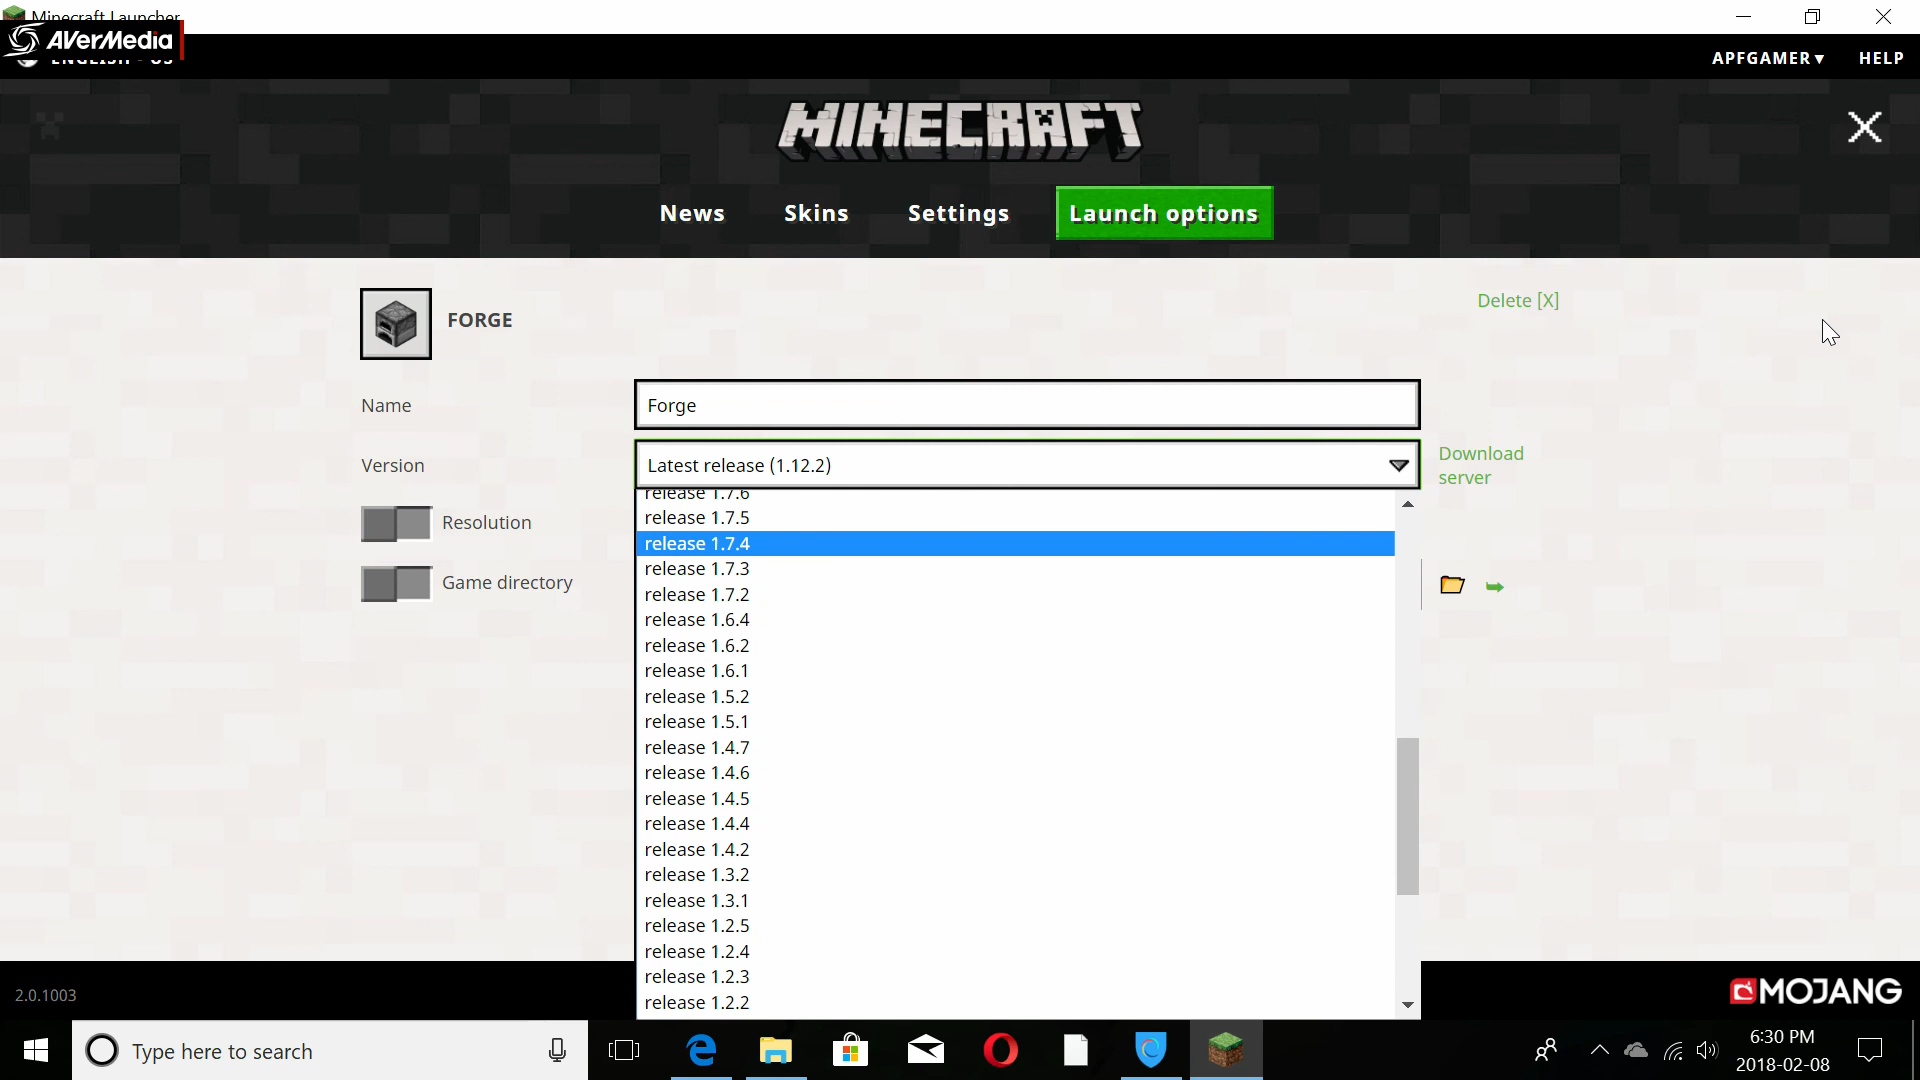 Minecraft Launcher
AVerMedia
ENGLISH - US
APFGAMER▼
HELP
MINECRAFT
News
Skins
Settings
Launch options
FORGE
Delete [X]
Name
Forge
Version
Latest release (1.12.2)
Download
server
release 1.7.6
release 1.7.5
release 1.7.4
release 1.7.3
release 1.7.2
release 1.6.4
release 1.6.2
release 1.6.1
release 1.5.2
release 1.5.1
release 1.4.7
release 1.4.6
release 1.4.5
release 1.4.4
release 1.4.2
release 1.3.2
release 1.3.1
release 1.2.5
release 1.2.4
release 1.2.3
release 1.2.2
Resolution
Game directory
2.0.1003
MOJANG
Type here to search
6:30 PM
2018-02-08